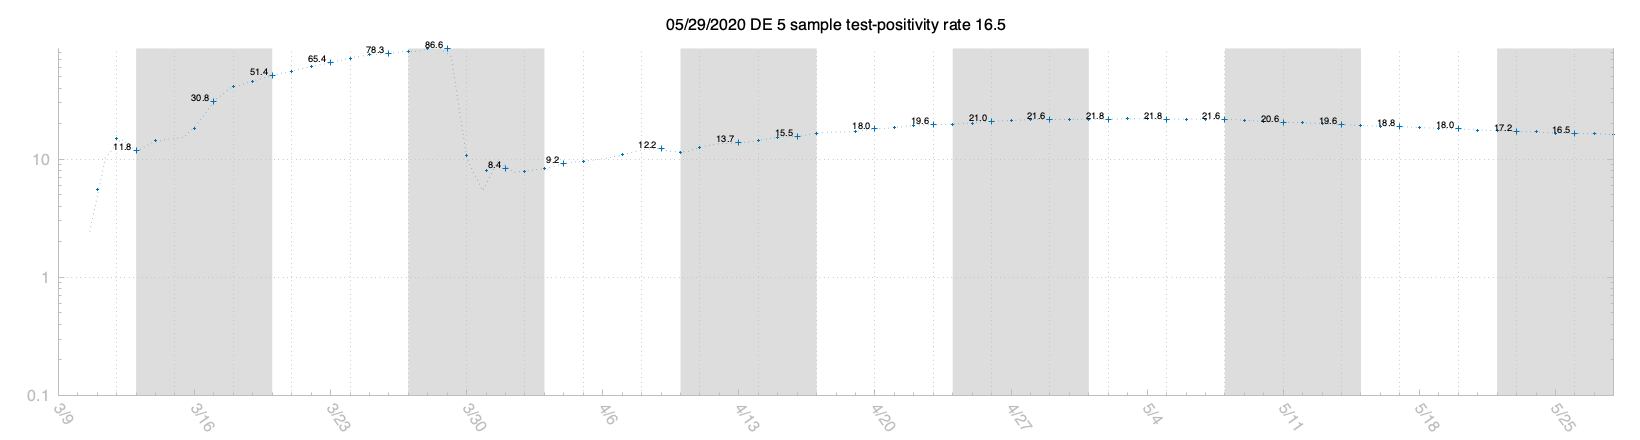 05/29/2020 DE 5 sample test-positivity rate 16.5
11.8 30.8 51.4 65.4 78.3 86.6 8.4 9.2 12.2 13.7 15.5 18.0 19.6 21.0 21.6 21.8 21.8 21.6 20.6 19.6 18.8 18.0 17.2 16.5
10
1
0.1
3/9 3/16 3/23 3/30 4/6 4/13 4/20 4/27 5/4 5/11 5/18 5/25